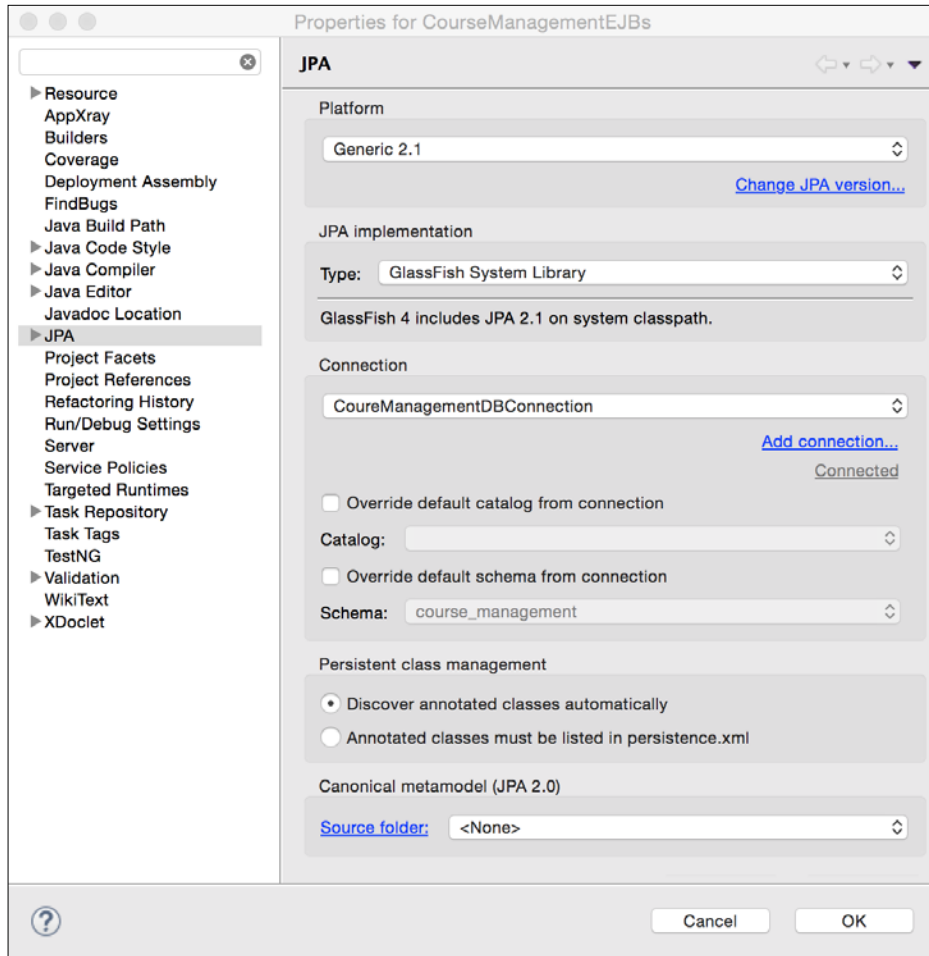 Properties for CourseManagementEJBs
Resource
AppXray
Builders
Coverage
Deployment Assembly
FindBugs
Java Build Path
Java Code Style
Java Compiler
Java Editor
Javadoc Location
JPA
Project Facets
Project References
Refactoring History
Run/Debug Settings
Server
Service Policies
Targeted Runtimes
Task Repository
Task Tags
TestNG
Validation
WikiText
XDoclet
JPA
Platform
Generic 2.1
Change JPA version...
JPA implementation
Type: GlassFish System Library
GlassFish 4 includes JPA 2.1 on system classpath.
Connection
CoureManagementDBConnection
Add connection...
Connected
Override default catalog from connection
Catalog:
Override default schema from connection
Schema: course_management
Persistent class management
Discover annotated classes automatically
Annotated classes must be listed in persistence.xml
Canonical metamodel (JPA 2.0)
Source folder: <None>
?
Cancel OK